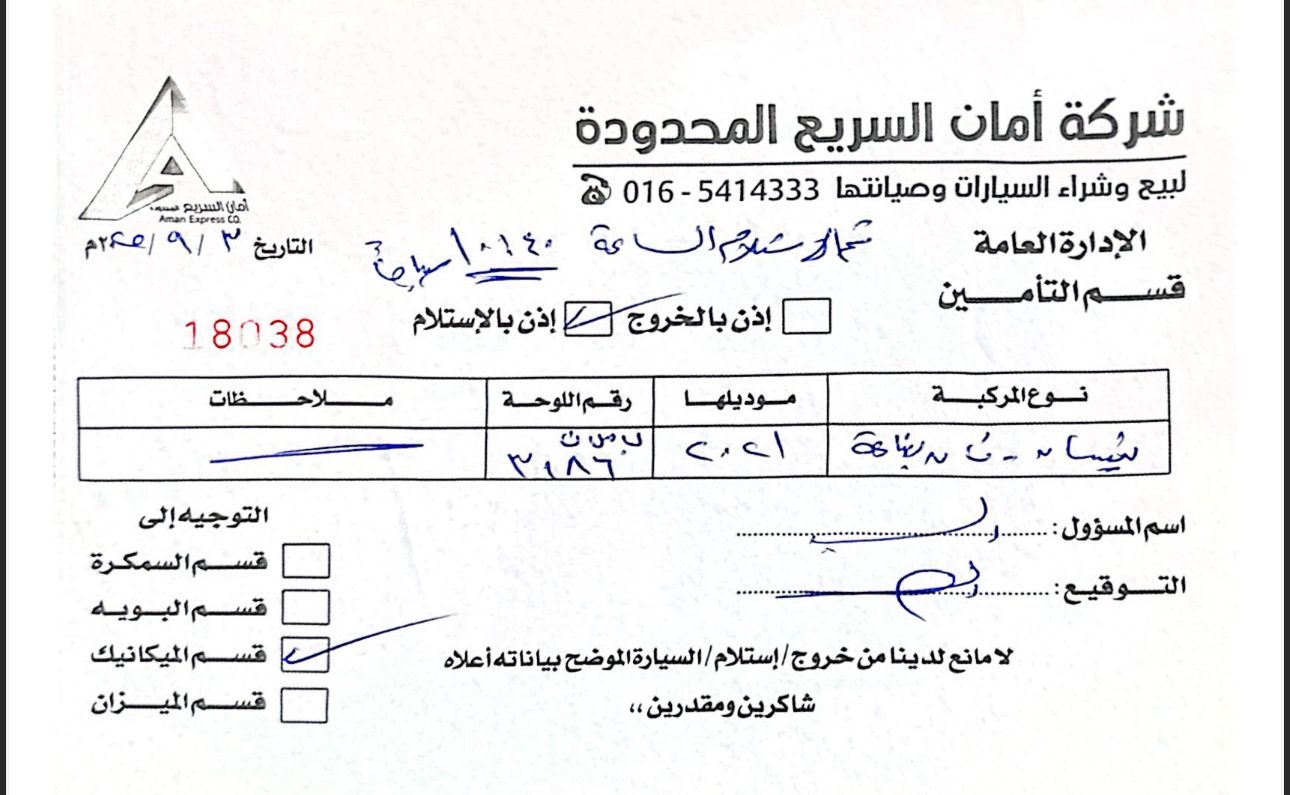 شركة أمان السريع المحدودة
لبيع وشراء السيارات وصيانتها 5414333 - 016
أمان السريع
Aman Express CO.
الإدارة العامة
تم الاستلام الساعة ١٠:٤٠ صباحاً
التاريخ ٣ / ٩ / ٢٠٢٥م
قسم التأمين
إذن بالخروج إذن بالإستلام
18038
نوع المركبة موديلها رقم اللوحة ملاحظات
نيسان ٢٠٢١ ٣١٨٦
التوجيه إلى
اسم المسؤول :
قسم السمكرة
التوقيع :
قسم البويه
قسم الميكانيك
لا مانع لدينا من خروج / إستلام / السيارة الموضح بياناته أعلاه
قسم الميزان
شاكرين ومقدرين ،،